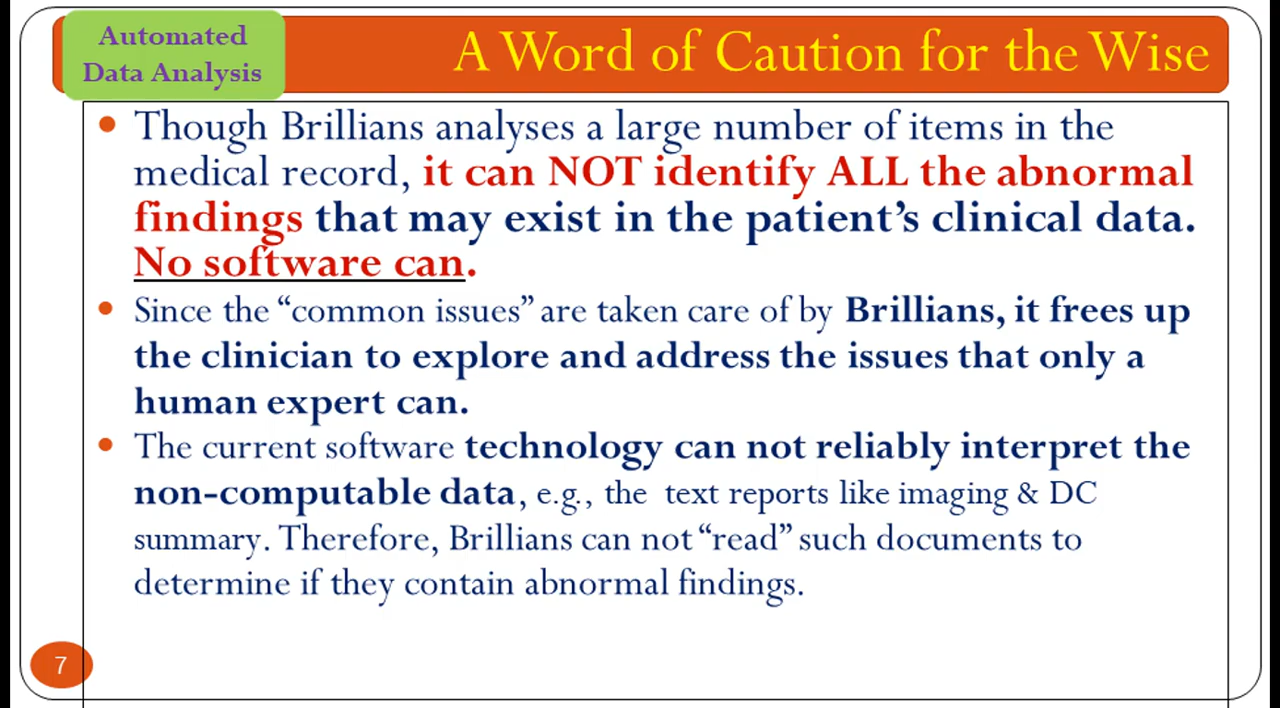 Automated
Data Analysis
A Word of Caution for the Wise
• Though Brillians analyses a large number of items in the
medical record, it can NOT identify ALL the abnormal
findings that may exist in the patient’s clinical data.
No software can.
• Since the “common issues” are taken care of by Brillians, it frees up
the clinician to explore and address the issues that only a
human expert can.
• The current software technology can not reliably interpret the
non-computable data, e.g., the text reports like imaging & DC
summary. Therefore, Brillians can not “read” such documents to
determine if they contain abnormal findings.
7